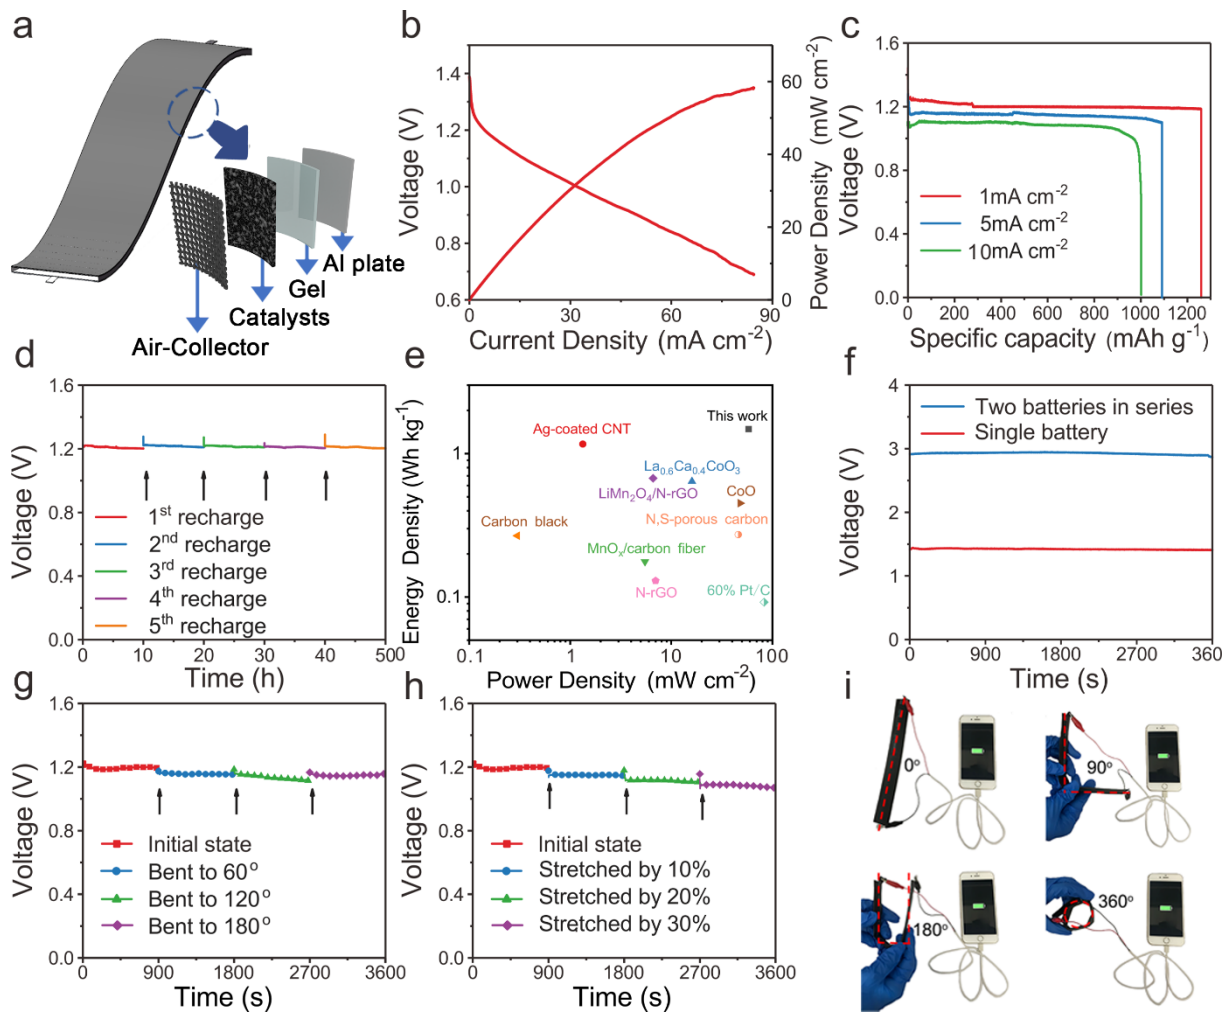 a
Al plate
Gel
Catalysts
Air-Collector
b
Voltage (V)
1.4
1.2
1.0
0.8
0.6
0
30
60
90
Current Density (mA cm-2)
60
40
20
0
Power Density (mW cm-2)
c
Voltage (V)
1.6
1.2
0.8
0.4
0.0
0
200
400
600
800
1000
1200
Specific capacity (mAh g-1)
1mA cm-2
5mA cm-2
10mA cm-2
d
Voltage (V)
1.6
1.2
0.8
0.4
0.0
0
10
20
30
40
500
Time (h)
1st recharge
2nd recharge
3rd recharge
4th recharge
5th recharge
e
Energy Density (Wh kg-1)
1
0.1
0.1
1
10
100
Power Density (mW cm-2)
This work
Ag-coated CNT
La0.6Ca0.4CoO3
LiMn2O4/N-rGO
CoO
Carbon black
N,S-porous carbon
MnOx/carbon fiber
N-rGO
60% Pt/C
f
Voltage (V)
4
3
2
1
0
0
900
1800
2700
360
Time (s)
Two batteries in series
Single battery
g
Voltage (V)
1.6
1.2
0.8
0.4
0.0
0
900
1800
2700
3600
Time (s)
Initial state
Bent to 60o
Bent to 120o
Bent to 180o
h
Voltage (V)
1.6
1.2
0.8
0.4
0.0
0
900
1800
2700
3600
Time (s)
Initial state
Stretched by 10%
Stretched by 20%
Stretched by 30%
i
0o
90o
180o
360o